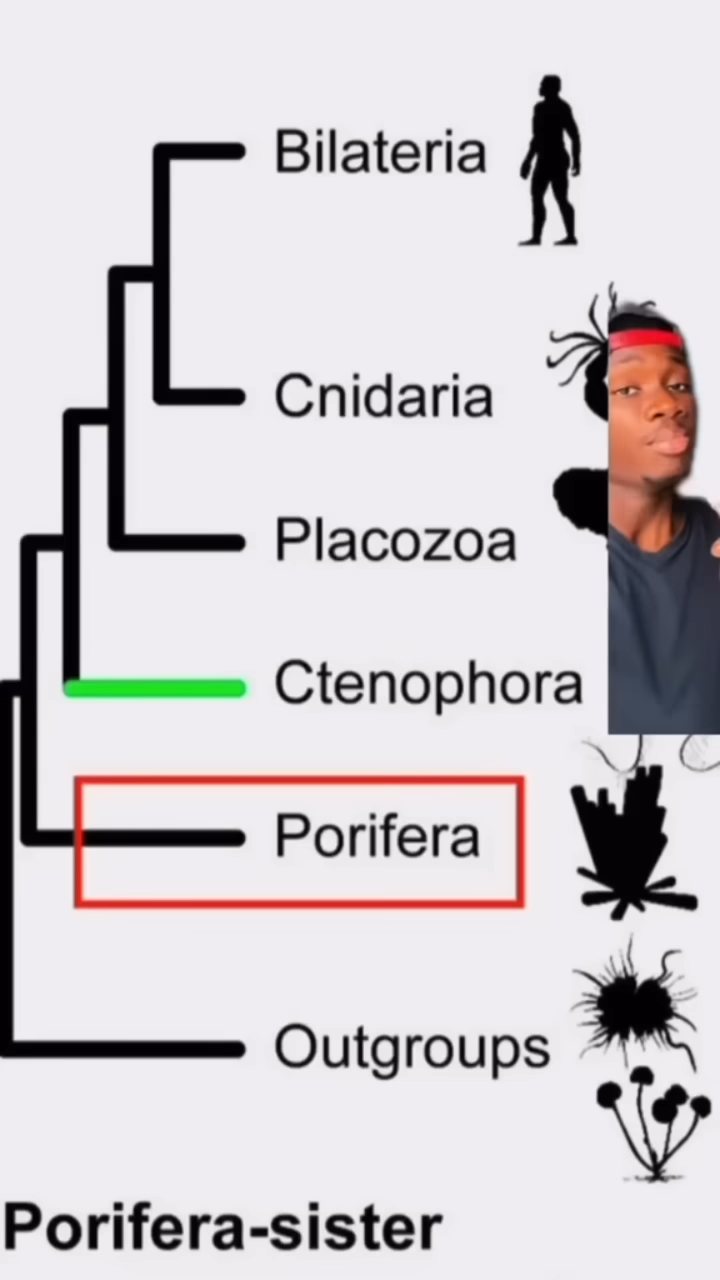 Bilateria
Cnidaria
Placozoa
Ctenophora
Porifera
Outgroups
Porifera-sister